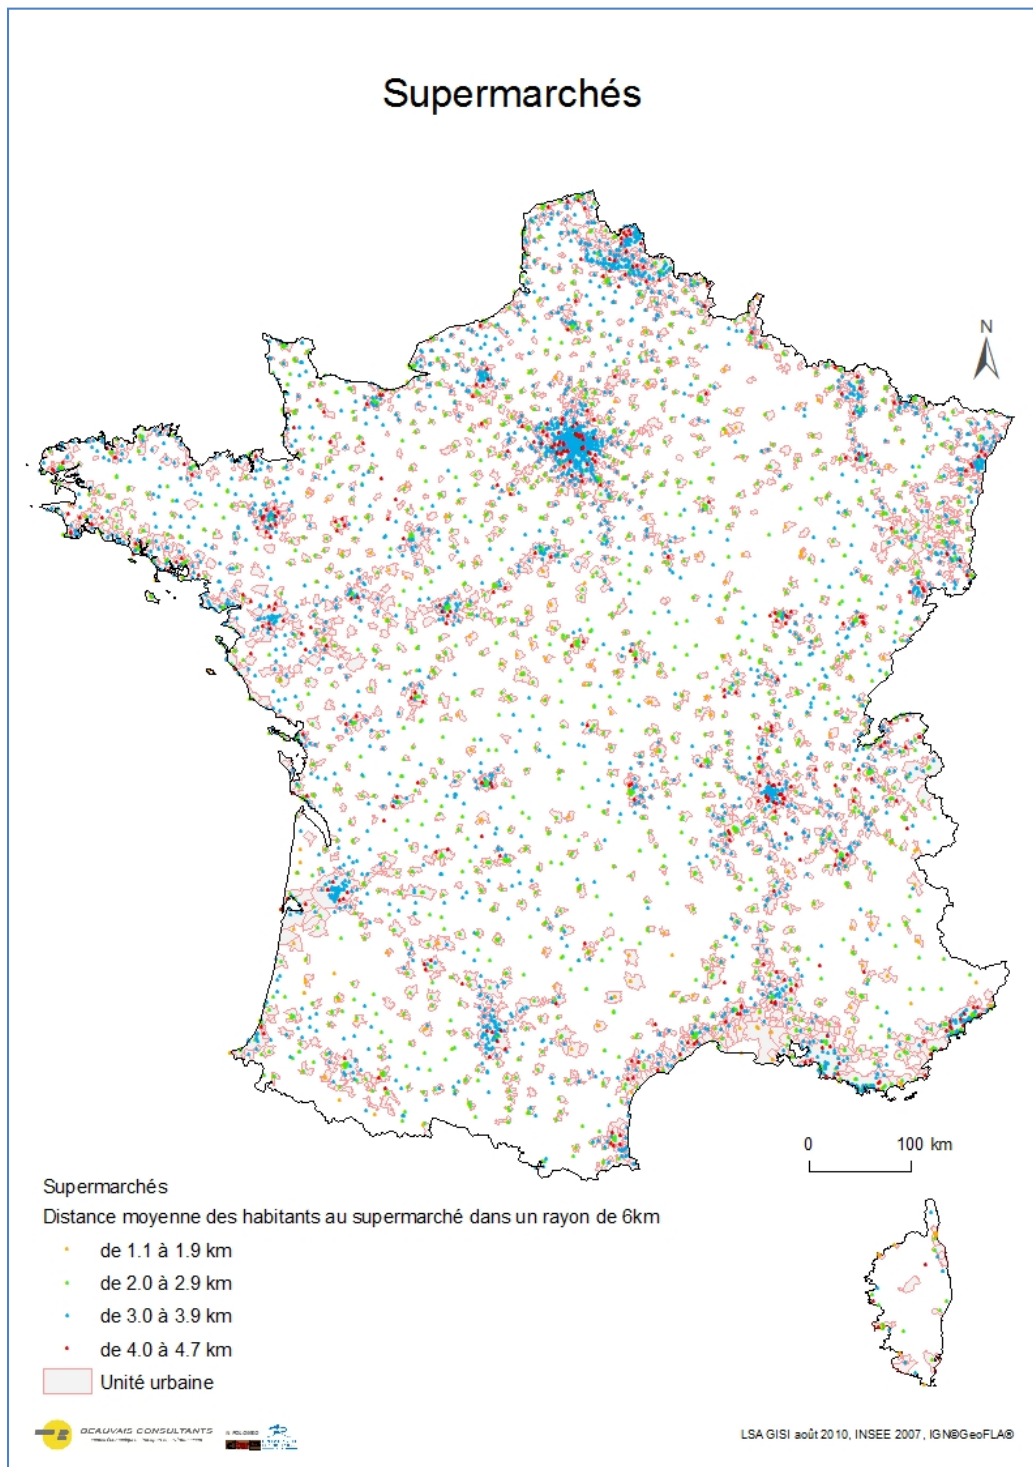 Supermarchés
N
0 100 km
Supermarchés
Distance moyenne des habitants au supermarché dans un rayon de 6km
de 1.1 à 1.9 km
de 2.0 à 2.9 km
de 3.0 à 3.9 km
de 4.0 à 4.7 km
Unité urbaine
BEAUVAIS CONSULTANTS
LSA GISI août 2010, INSEE 2007, IGN®GeoFLA®